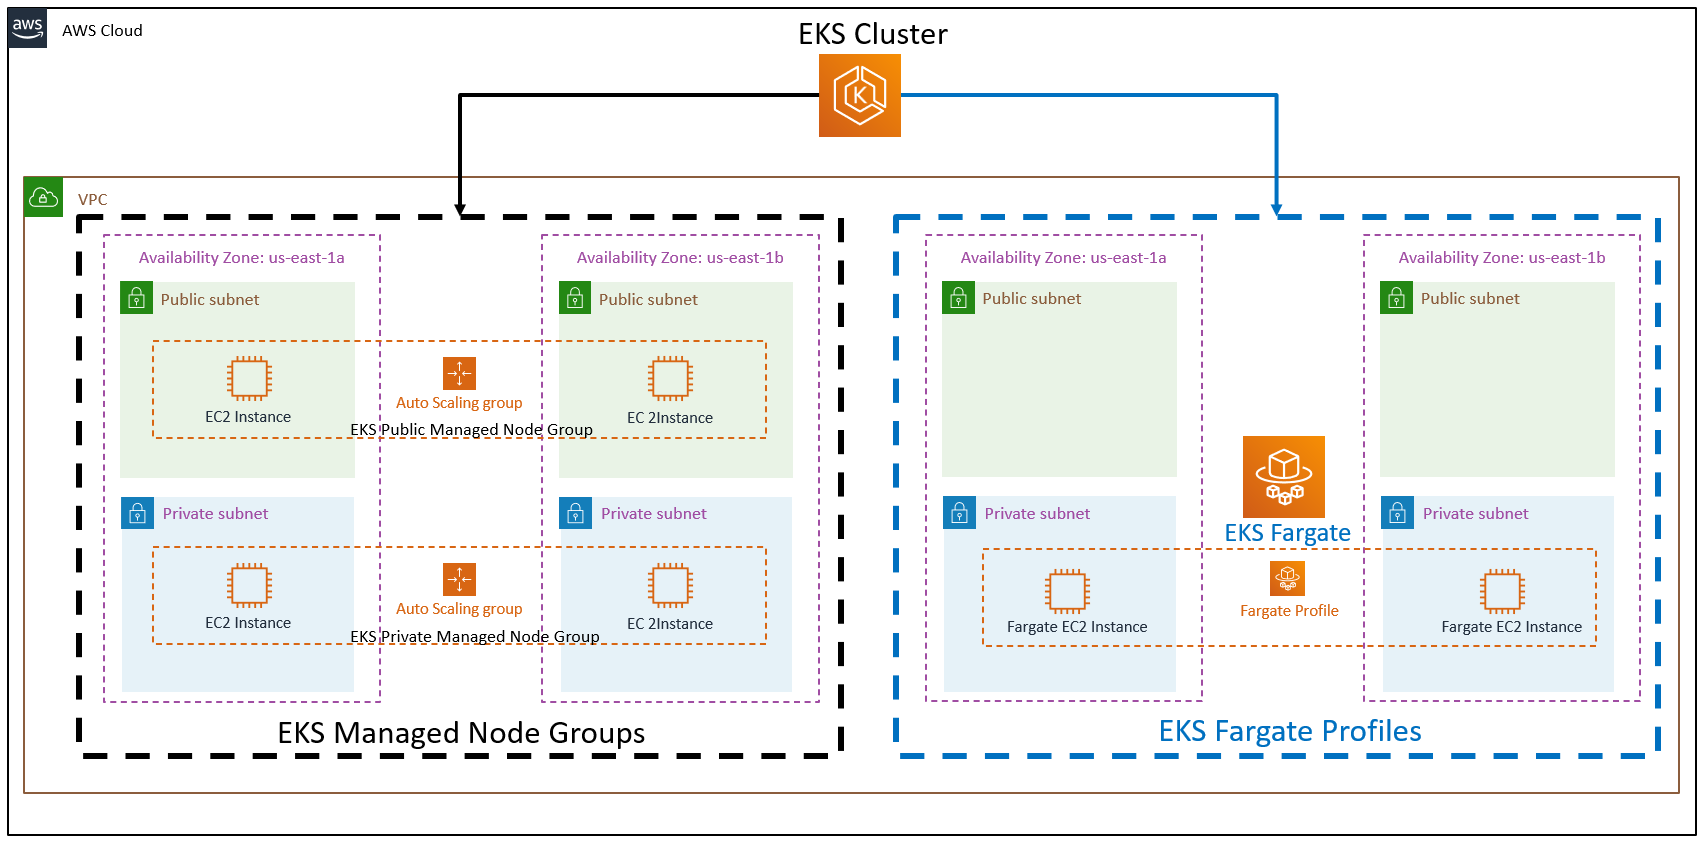 aws
AWS Cloud
EKS Cluster
K
VPC
Availability Zone: us-east-1a
Availability Zone: us-east-1b
Public subnet
Public subnet
EC2 Instance
Auto Scaling group
EC 2Instance
EKS Public Managed Node Group
Private subnet
Private subnet
EC2 Instance
Auto Scaling group
EC 2Instance
EKS Private Managed Node Group
EKS Managed Node Groups
Availability Zone: us-east-1a
Availability Zone: us-east-1b
Public subnet
Public subnet
EKS Fargate
Private subnet
Private subnet
Fargate EC2 Instance
Fargate Profile
Fargate EC2 Instance
EKS Fargate Profiles